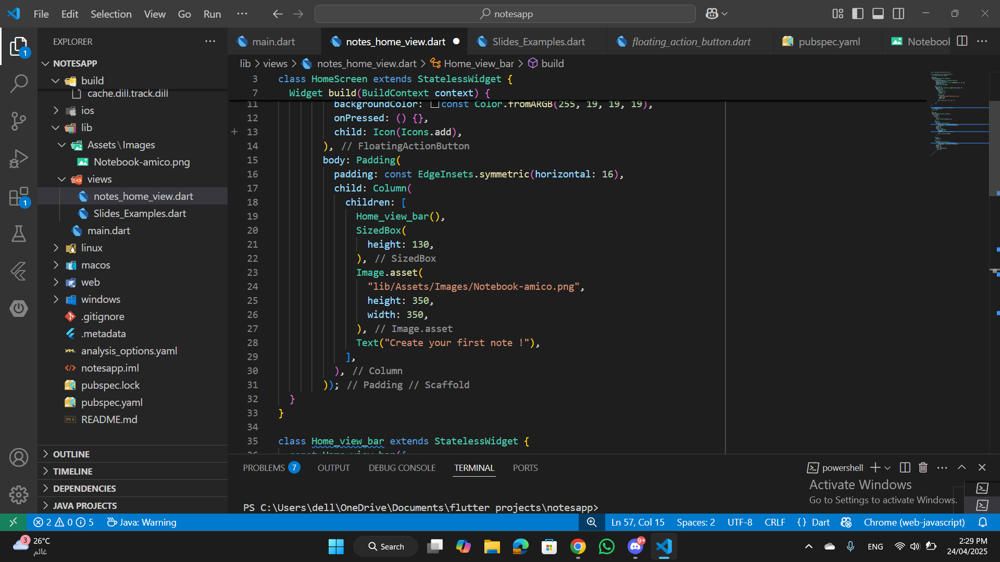 File Edit Selection View Go Run ··· notesapp
EXPLORER ···
NOTESAPP
build
cache.dill.track.dill
ios
lib
Assets\Images
Notebook-amico.png
views
notes_home_view.dart
Slides_Examples.dart
main.dart
linux
macos
web
windows
.gitignore
.metadata
analysis_options.yaml
notesapp.iml
pubspec.lock
pubspec.yaml
README.md
OUTLINE
TIMELINE
DEPENDENCIES
JAVA PROJECTS
1
1
main.dart notes_home_view.dart Slides_Examples.dart floating_action_button.dart pubspec.yaml Notebook
lib > views > notes_home_view.dart > Home_view_bar > build
3 class HomeScreen extends StatelessWidget {
7 Widget build(BuildContext context) {
11 backgroundColor: const Color.fromARGB(255, 19, 19, 19),
12 onPressed: () {},
13 child: Icon(Icons.add),
14 ), // FloatingActionButton
15 body: Padding(
16 padding: const EdgeInsets.symmetric(horizontal: 16),
17 child: Column(
18 children: [
19 Home_view_bar(),
20 SizedBox(
21 height: 130,
22 ), // SizedBox
23 Image.asset(
24 "lib/Assets/Images/Notebook-amico.png",
25 height: 350,
26 width: 350,
27 ), // Image.asset
28 Text("Create your first note !"),
29 ],
30 ), // Column
31 )); // Padding // Scaffold
32 }
33 }
34
35 class Home_view_bar extends StatelessWidget {
PROBLEMS 7 OUTPUT DEBUG CONSOLE TERMINAL PORTS powershell
PS C:\Users\dell\OneDrive\Documents\flutter projects\notesapp>
Activate Windows
Go to Settings to activate Windows.
2 0 5 Java: Warning Ln 57, Col 15 Spaces: 2 UTF-8 CRLF {} Dart Chrome (web-javascript)
3 26°C
غائم
Search
9+
ENG
2:29 PM
24/04/2025